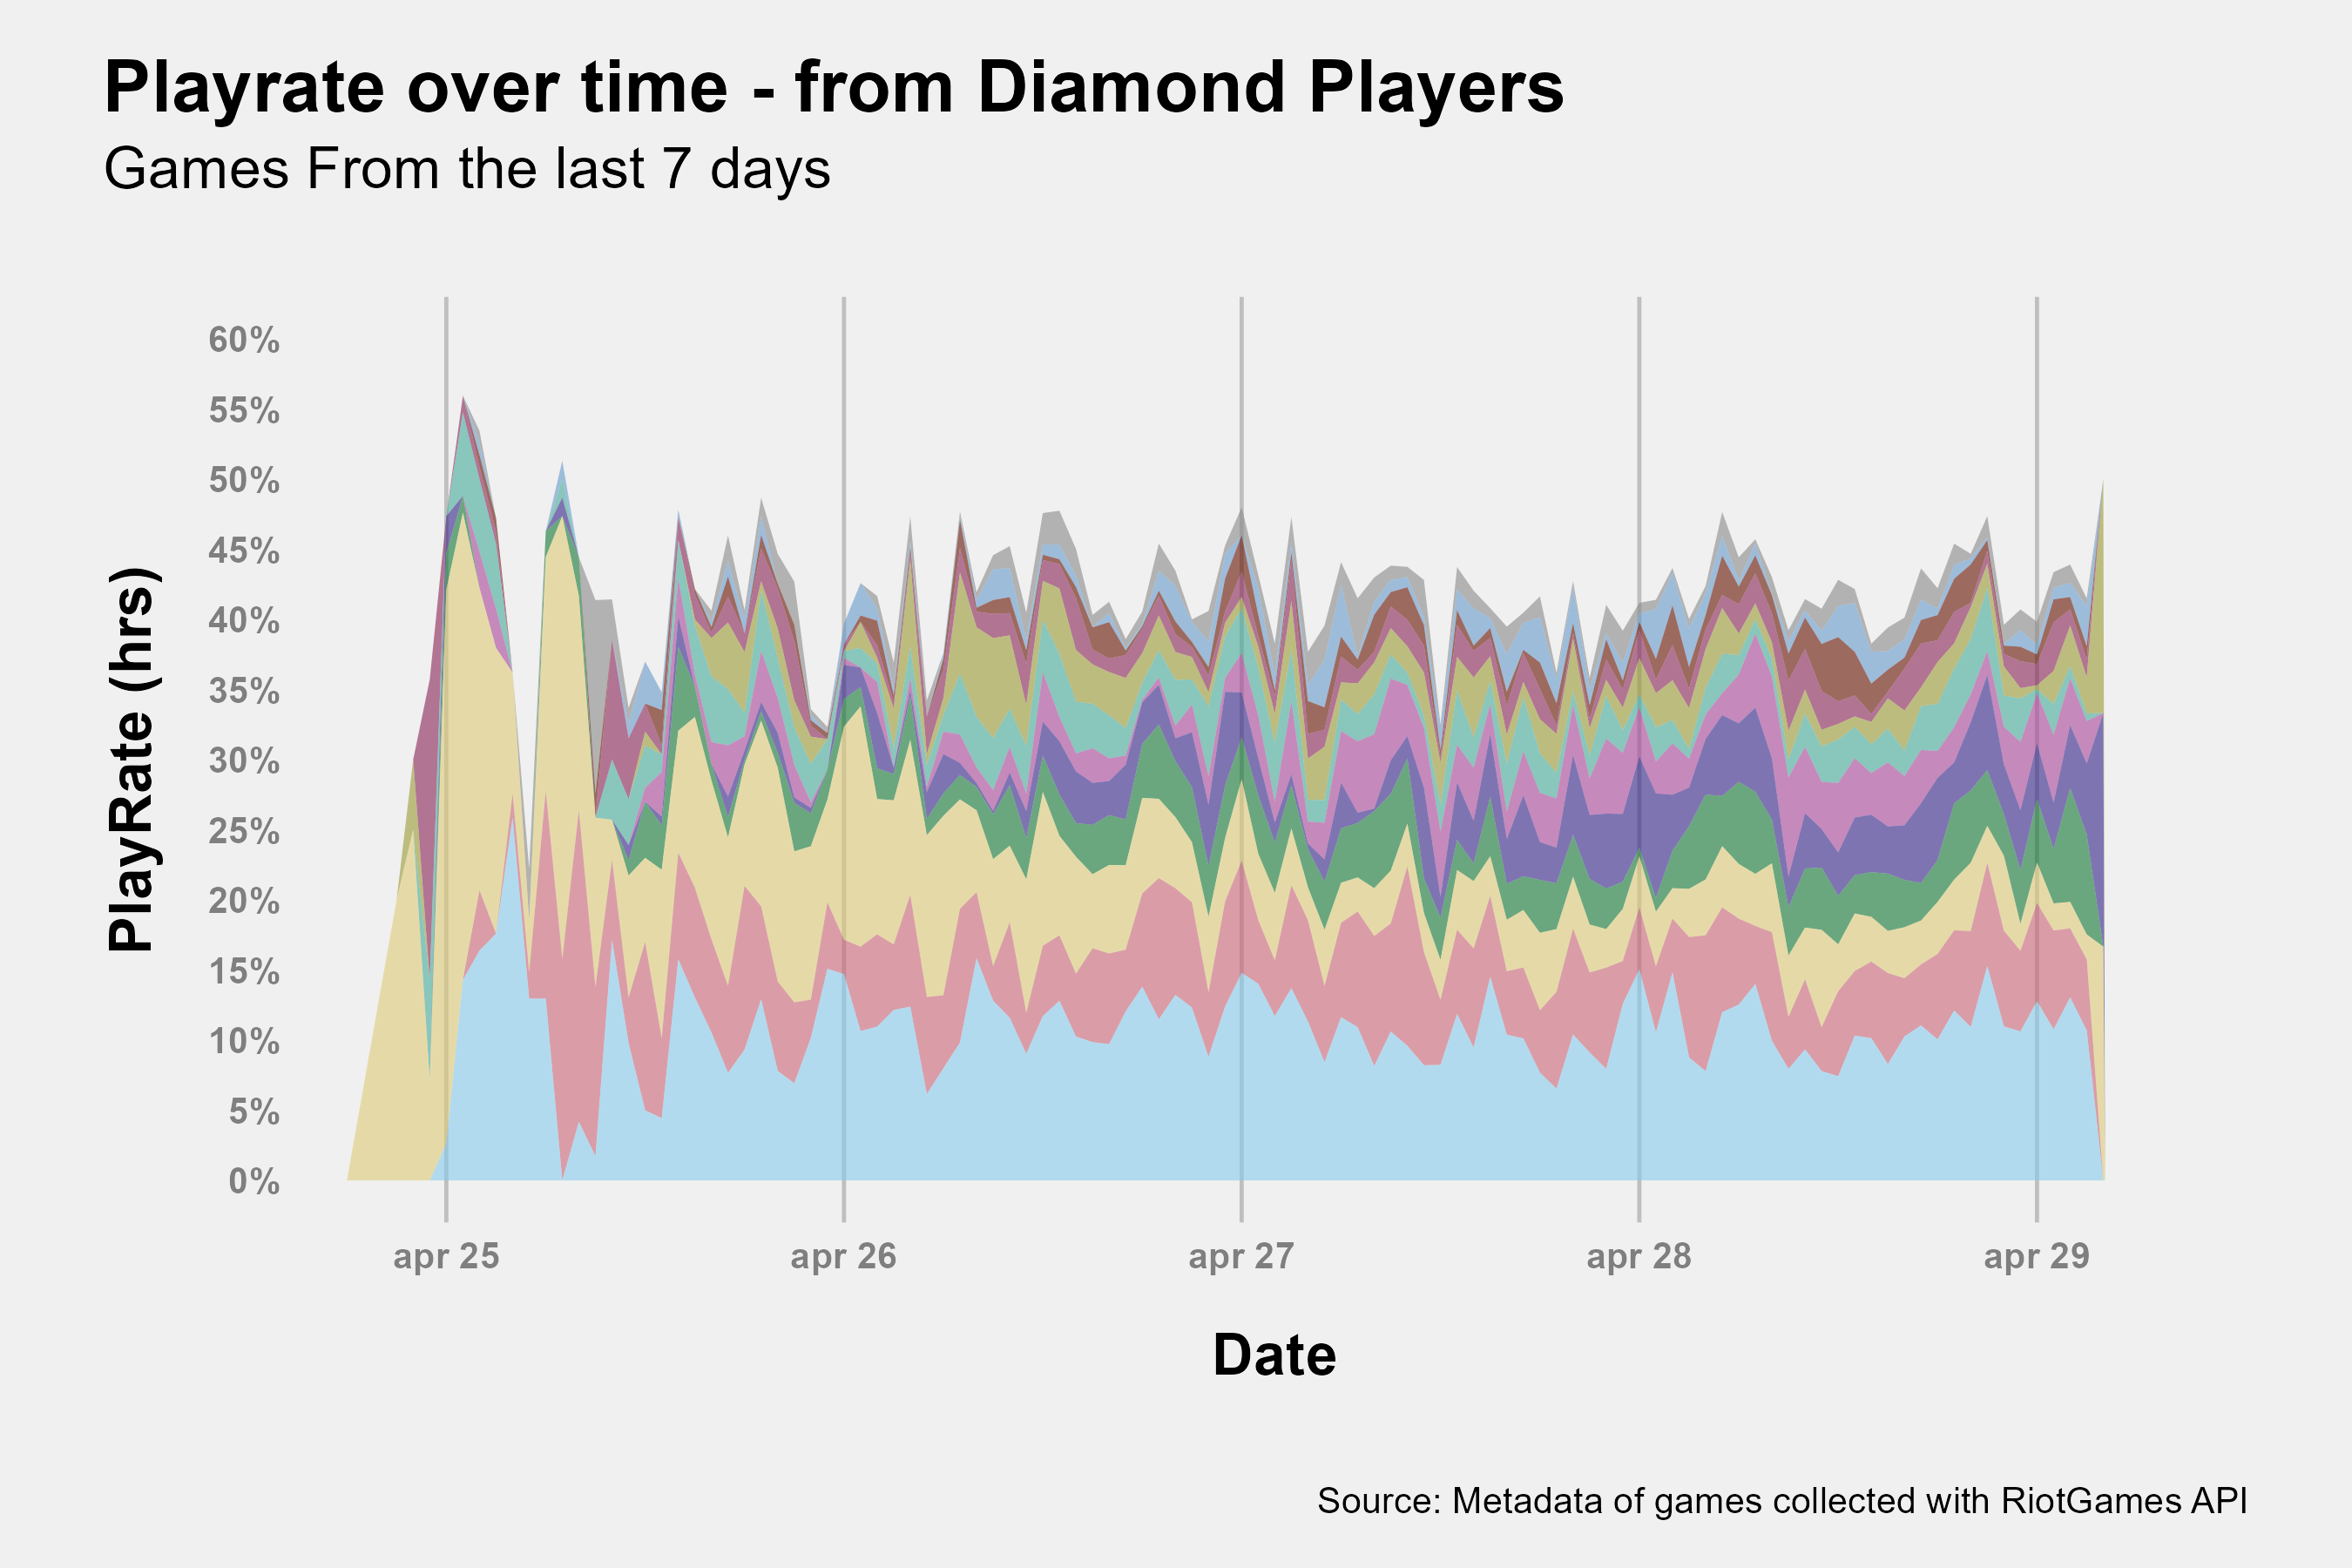 Playrate over time - from Diamond Players
Games From the last 7 days
PlayRate (hrs)
60%
55%
50%
45%
40%
35%
30%
25%
20%
15%
10%
5%
0%
apr 25 apr 26 apr 27 apr 28 apr 29
Date
Source: Metadata of games collected with RiotGames API